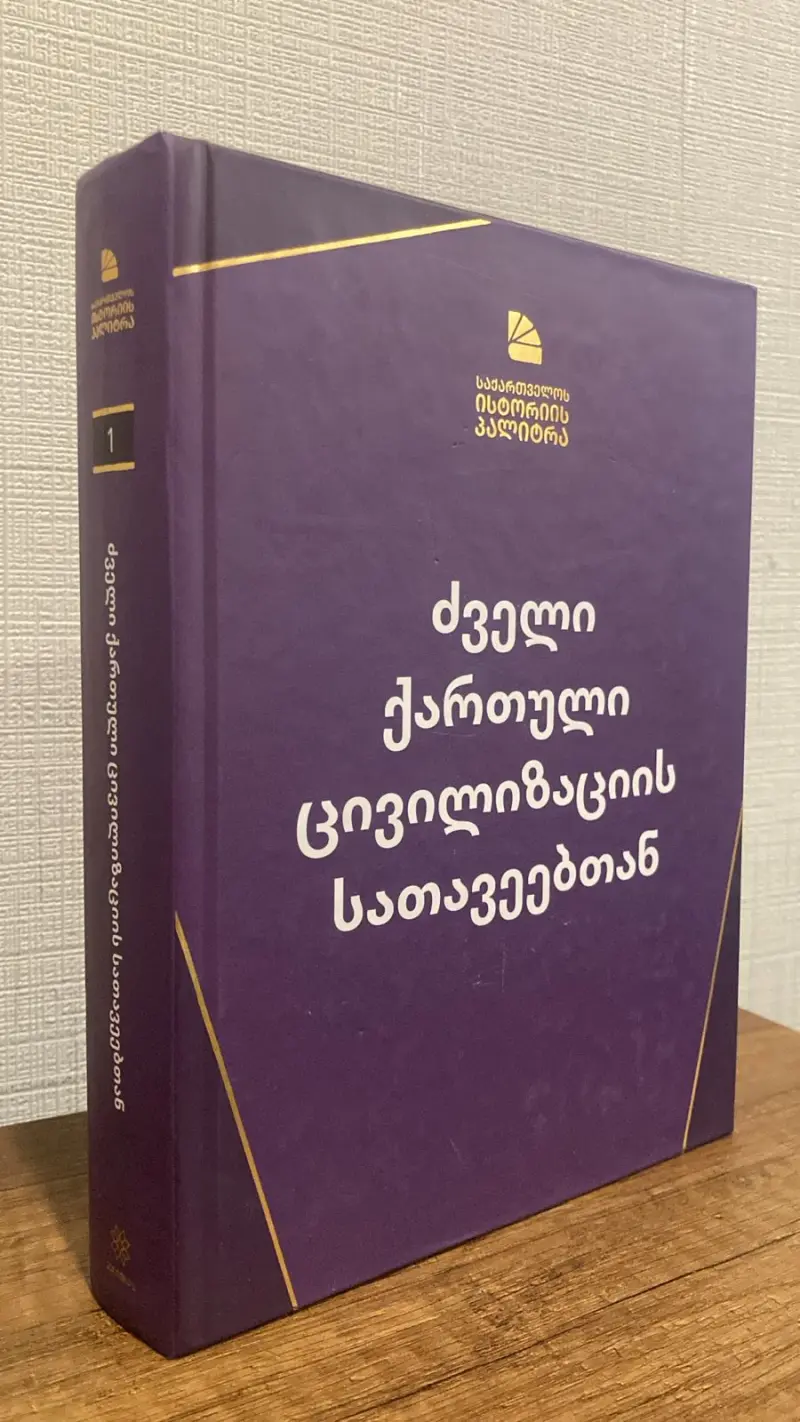 საქართველოს
ისტორიის
პალიტრა
1
ძველი ქართული ცივილიზაციის სათავეებთან
საქართველოს
ისტორიის
პალიტრა
ძველი
ქართული
ცივილიზაციის
სათავეებთან